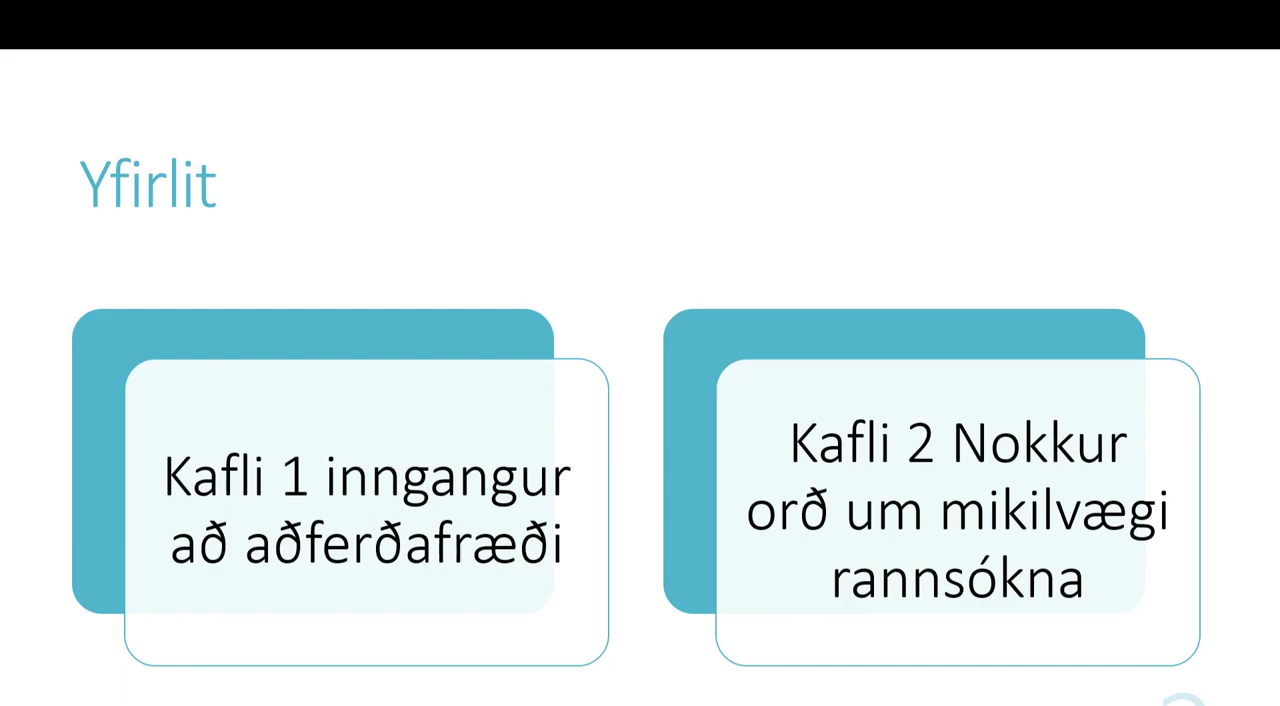 Yfirlit
Kafli 1 inngangur
að aðferðafræði
Kafli 2 Nokkur
orð um mikilvægi
rannsókna